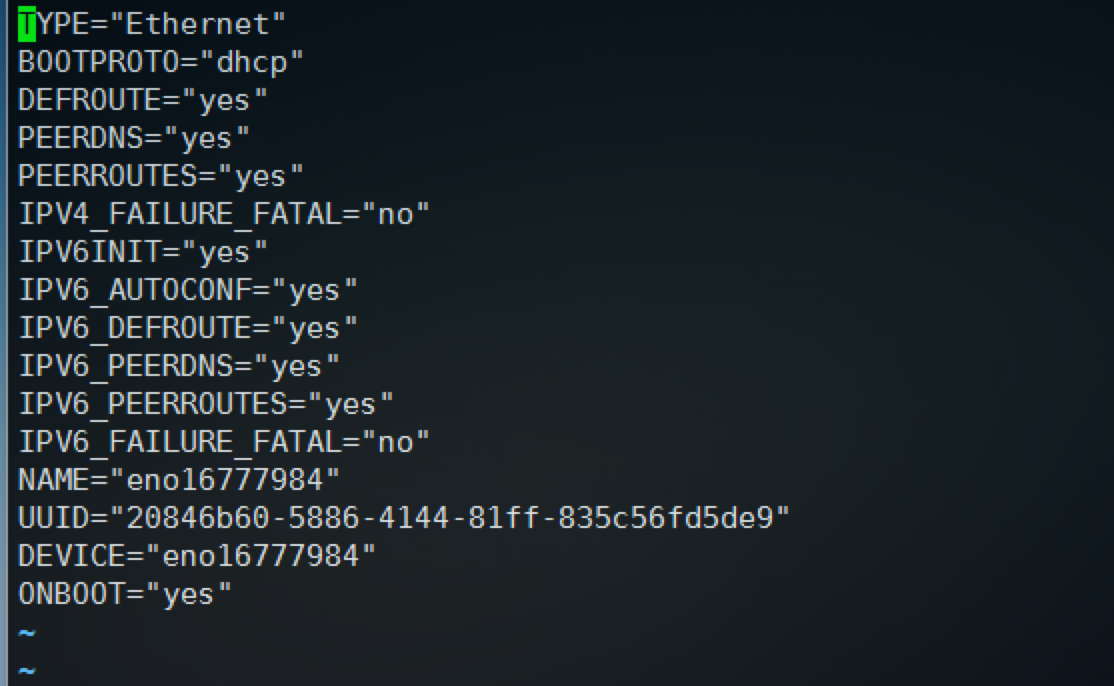 TYPE="Ethernet"
BOOTPROTO="dhcp"
DEFROUTE="yes"
PEERDNS="yes"
PEERROUTES="yes"
IPV4_FAILURE_FATAL="no"
IPV6INIT="yes"
IPV6_AUTOCONF="yes"
IPV6_DEFROUTE="yes"
IPV6_PEERDNS="yes"
IPV6_PEERROUTES="yes"
IPV6_FAILURE_FATAL="no"
NAME="eno16777984"
UUID="20846b60-5886-4144-81ff-835c56fd5de9"
DEVICE="eno16777984"
ONBOOT="yes"
~
~